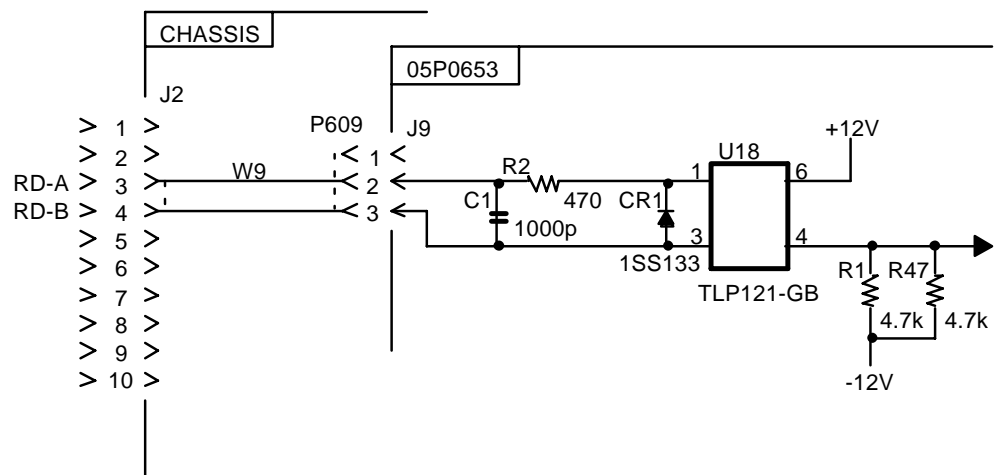 CHASSIS
05P0653
J2
P609
J9
+12V
1
2
3
4
5
6
7
8
9
10
RD-A
RD-B
W9
1
2
3
R2
470
C1
1000p
CR1
1SS133
U18
1
6
3
4
TLP121-GB
R1
R47
4.7k
4.7k
-12V